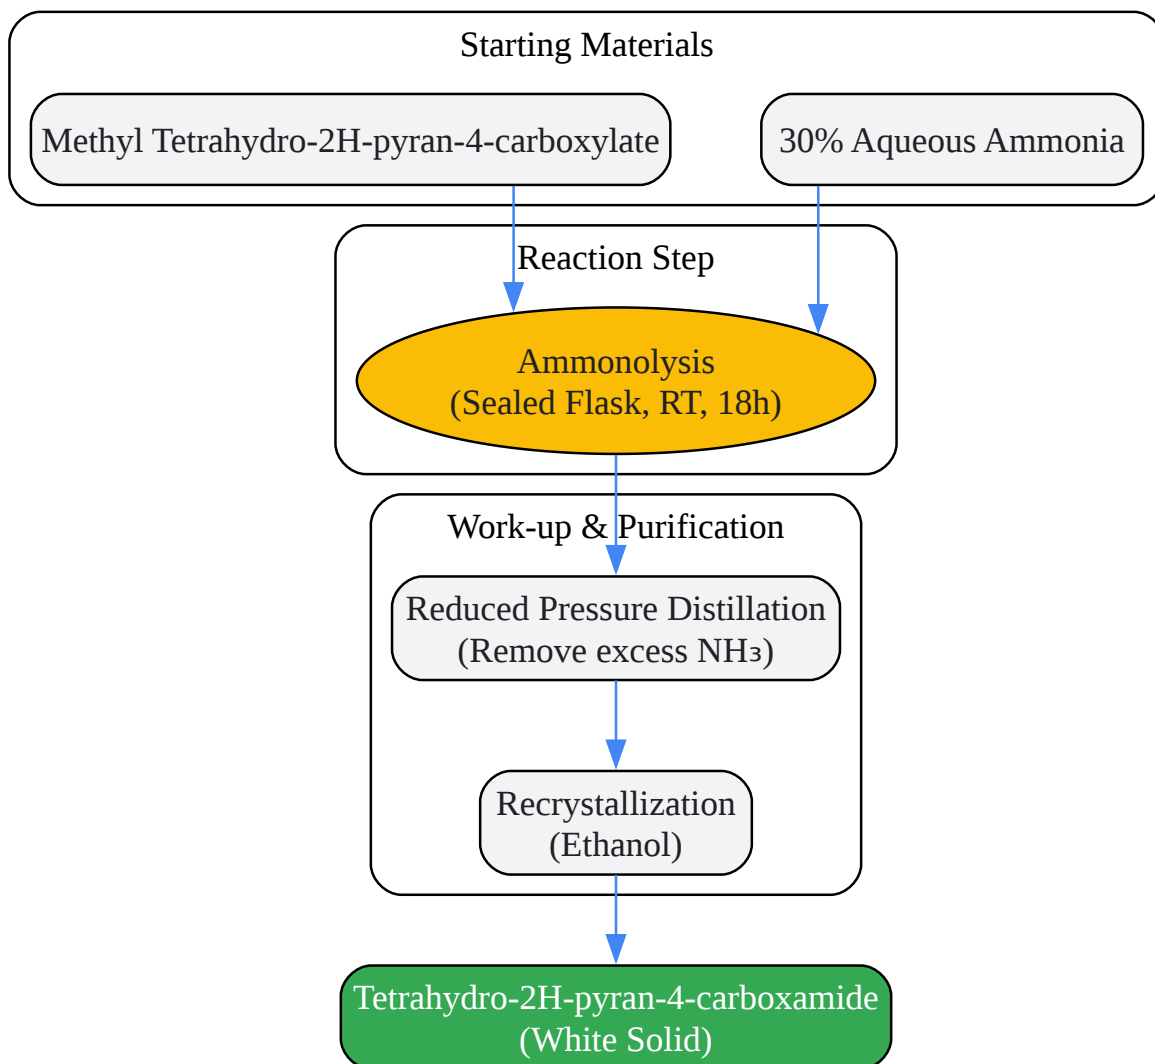 Starting Materials
Methyl Tetrahydro-2H-pyran-4-carboxylate
30% Aqueous Ammonia
Reaction Step
Ammonolysis
(Sealed Flask, RT, 18h)
Work-up & Purification
Reduced Pressure Distillation
(Remove excess NH₃)
Recrystallization
(Ethanol)
Tetrahydro-2H-pyran-4-carboxamide
(White Solid)